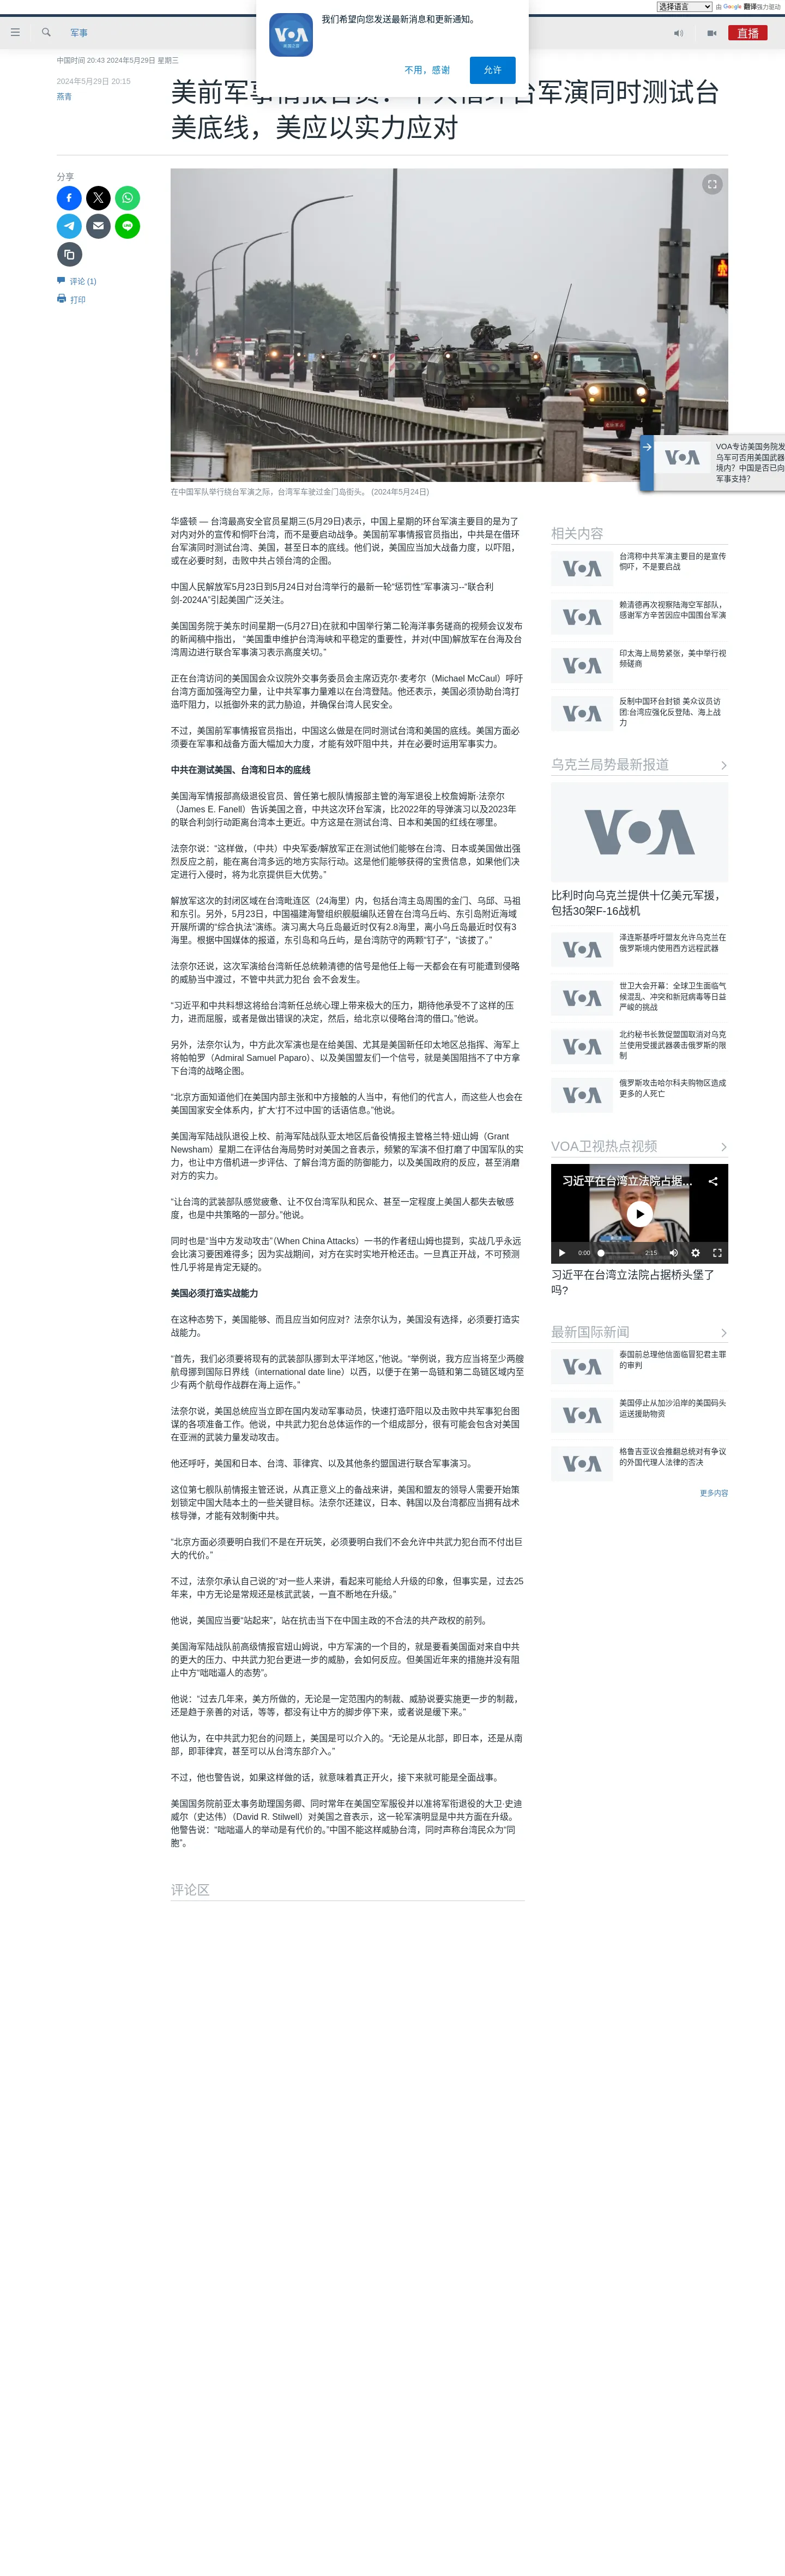 选择语言
由 Google 翻译强力驱动
我们希望向您发送最新消息和更新通知。
VOA
不用，感谢
允许
军事
直播
中国时间 20:43 2024年5月29日 星期三
2024年5月29日 20:15
燕青
美应以实力应对
分享
评论 (1)
打印
在中国军队举行绕台军演之际，台湾军车驶过金门岛街头。 (2024年5月24日)
VOA专访美国务院发
乌军可否用美国武器
境内？中国是否已向
军事支持？
华盛顿 — 台湾最高安全官员星期三(5月29日)表示，中国上星期的环台军演主要目的是为了
对内对外的宣传和恫吓台湾，而不是要启动战争。美国前军事情报官员指出，中共是在借环
台军演同时测试台湾、美国，甚至日本的底线。他们说，美国应当加大战备力度，以吓阻，
或在必要时刻，击败中共占领台湾的企图。
中国人民解放军5月23日到5月24日对台湾举行的最新一轮“惩罚性”军事演习--“联合利
剑-2024A”引起美国广泛关注。
美国国务院于美东时间星期一(5月27日)在就和中国举行第二轮海洋事务磋商的视频会议发布
的新闻稿中指出， “美国重申维护台湾海峡和平稳定的重要性，并对(中国)解放军在台海及台
湾周边进行联合军事演习表示高度关切。”
正在台湾访问的美国国会众议院外交事务委员会主席迈克尔·麦考尔（Michael McCaul）呼吁
台湾方面加强海空力量，让中共军事力量难以在台湾登陆。他还表示，美国必须协助台湾打
造吓阻力，以抵御外来的武力胁迫，并确保台湾人民安全。
不过，美国前军事情报官员指出，中国这么做是在同时测试台湾和美国的底线。美国方面必
须要在军事和战备方面大幅加大力度，才能有效吓阻中共，并在必要时运用军事实力。
中共在测试美国、台湾和日本的底线
美国海军情报部高级退役官员、曾任第七舰队情报部主管的海军退役上校詹姆斯·法奈尔
（James E. Fanell）告诉美国之音，中共这次环台军演，比2022年的导弹演习以及2023年
的联合利剑行动距离台湾本土更近。中方这是在测试台湾、日本和美国的红线在哪里。
法奈尔说：“这样做，（中共）中央军委/解放军正在测试他们能够在台湾、日本或美国做出强
烈反应之前，能在离台湾多远的地方实际行动。这是他们能够获得的宝贵信息，如果他们决
定进行入侵时，将为北京提供巨大优势。”
解放军这次的封闭区域在台湾毗连区（24海里）内，包括台湾主岛周围的金门、乌邱、马祖
和东引。另外，5月23日，中国福建海警组织舰艇编队还曾在台湾乌丘屿、东引岛附近海域
开展所谓的“综合执法”演练。演习离大乌丘岛最近时仅有2.8海里，离小乌丘岛最近时仅有3
海里。根据中国媒体的报道，东引岛和乌丘屿，是台湾防守的两颗“钉子”，“该拔了。”
法奈尔还说，这次军演给台湾新任总统赖清德的信号是他任上每一天都会在有可能遭到侵略
的威胁当中渡过，不管中共武力犯台 会不会发生。
“习近平和中共料想这将给台湾新任总统心理上带来极大的压力，期待他承受不了这样的压
力，进而屈服，或者是做出错误的决定，然后，给北京以侵略台湾的借口。”他说。
另外，法奈尔认为，中方此次军演也是在给美国、尤其是美国新任印太地区总指挥、海军上
将帕帕罗（Admiral Samuel Paparo）、以及美国盟友们一个信号，就是美国阻挡不了中方拿
下台湾的战略企图。
“北京方面知道他们在美国内部主张和中方接触的人当中，有他们的代言人，而这些人也会在
美国国家安全体系内，扩大‘打不过中国’的话语信息。”他说。
美国海军陆战队退役上校、前海军陆战队亚太地区后备役情报主管格兰特·妞山姆（Grant
Newsham）星期二在评估台海局势时对美国之音表示，频繁的军演不但打磨了中国军队的实
力，也让中方借机进一步评估、了解台湾方面的防御能力，以及美国政府的反应，甚至消磨
对方的实力。
“让台湾的武装部队感觉疲惫、让不仅台湾军队和民众、甚至一定程度上美国人都失去敏感
度，也是中共策略的一部分。”他说。
同时也是“当中方发动攻击”（When China Attacks）一书的作者纽山姆也提到，实战几乎永远
会比演习要困难得多；因为实战期间，对方在实时实地开枪还击。一旦真正开战，不可预测
性几乎将是肯定无疑的。
美国必须打造实战能力
在这种态势下，美国能够、而且应当如何应对？法奈尔认为，美国没有选择，必须要打造实
战能力。
“首先，我们必须要将现有的武装部队挪到太平洋地区，”他说。“举例说，我方应当将至少两艘
航母挪到国际日界线（international date line）以西，以便于在第一岛链和第二岛链区域内至
少有两个航母作战群在海上运作。”
法奈尔说，美国总统应当立即在国内发动军事动员，快速打造吓阻以及击败中共军事犯台图
谋的各项准备工作。他说，中共武力犯台总体运作的一个组成部分，很有可能会包含对美国
在亚洲的武装力量发动攻击。
他还呼吁，美国和日本、台湾、菲律宾、以及其他条约盟国进行联合军事演习。
这位第七舰队前情报主管还说，从真正意义上的备战来讲，美国和盟友的领导人需要开始策
划锁定中国大陆本土的一些关键目标。法奈尔还建议，日本、韩国以及台湾都应当拥有战术
核导弹，才能有效制衡中共。
“北京方面必须要明白我们不是在开玩笑，必须要明白我们不会允许中共武力犯台而不付出巨
大的代价。”
不过，法奈尔承认自己说的“对一些人来讲，看起来可能给人升级的印象，但事实是，过去25
年来，中方无论是常规还是核武武装，一直不断地在升级。”
他说，美国应当要“站起来”，站在抗击当下在中国主政的不合法的共产政权的前列。
美国海军陆战队前高级情报官妞山姆说，中方军演的一个目的，就是要看美国面对来自中共
的更大的压力、中共武力犯台更进一步的威胁，会如何反应。但美国近年来的措施并没有阻
止中方“咄咄逼人的态势”。
他说：“过去几年来，美方所做的，无论是一定范围内的制裁、威胁说要实施更一步的制裁，
还是趋于亲善的对话，等等，都没有让中方的脚步停下来，或者说是缓下来。”
他认为，在中共武力犯台的问题上，美国是可以介入的。“无论是从北部，即日本，还是从南
部，即菲律宾，甚至可以从台湾东部介入。”
不过，他也警告说，如果这样做的话，就意味着真正开火，接下来就可能是全面战事。
美国国务院前亚太事务助理国务卿、同时常年在美国空军服役并以准将军衔退役的大卫·史迪
威尔（史达伟）（David R. Stilwell）对美国之音表示，这一轮军演明显是中共方面在升级。
他警告说：“咄咄逼人的举动是有代价的。”中国不能这样威胁台湾，同时声称台湾民众为“同
胞”。
评论区
相关内容
台湾称中共军演主要目的是宣传
恫吓，不是要启战
赖清德再次视察陆海空军部队，
感谢军方辛苦因应中国围台军演
印太海上局势紧张，美中举行视
频磋商
反制中国环台封锁 美众议员访
团:台湾应强化反登陆、海上战
力
乌克兰局势最新报道
比利时向乌克兰提供十亿美元军援，
包括30架F-16战机
泽连斯基呼吁盟友允许乌克兰在
俄罗斯境内使用西方远程武器
世卫大会开幕：全球卫生面临气
候混乱、冲突和新冠病毒等日益
严峻的挑战
北约秘书长敦促盟国取消对乌克
兰使用受援武器袭击俄罗斯的限
制
俄罗斯攻击哈尔科夫购物区造成
更多的人死亡
VOA卫视热点视频
习近平在台湾立法院占据…
0:00
2:15
习近平在台湾立法院占据桥头堡了
吗?
最新国际新闻
泰国前总理他信面临冒犯君主罪
的审判
美国停止从加沙沿岸的美国码头
运送援助物资
格鲁吉亚议会推翻总统对有争议
的外国代理人法律的否决
更多内容